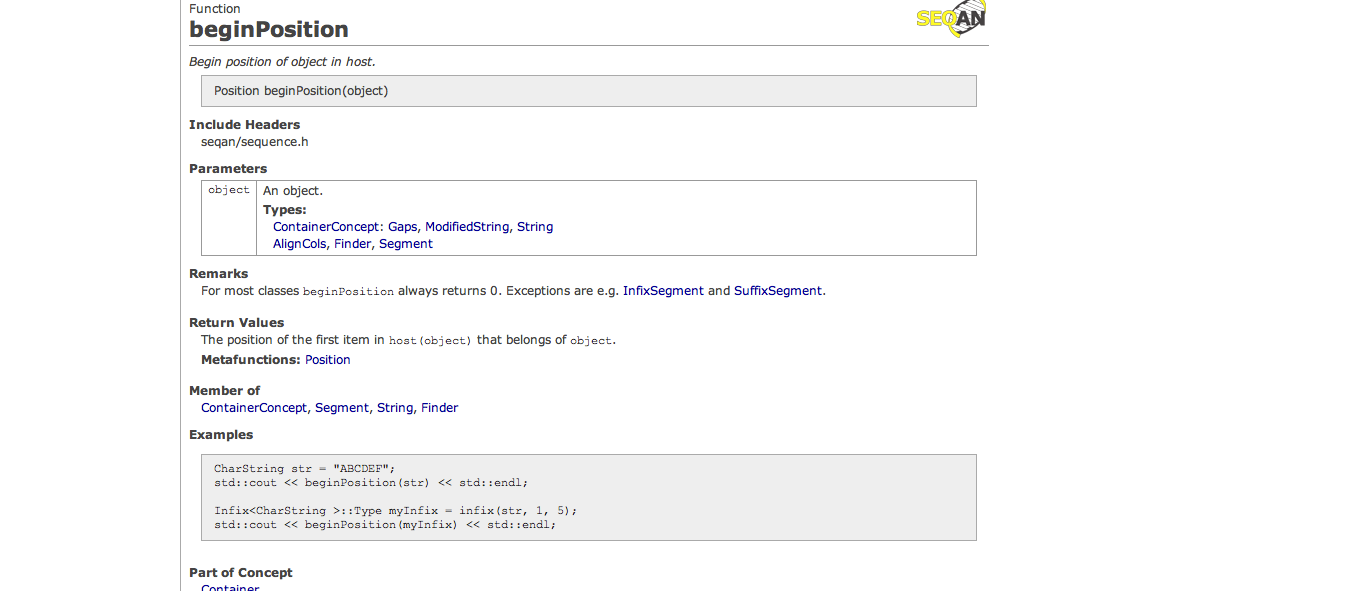 Function
beginPosition
SEQAN
Begin position of object in host.
Position beginPosition(object)
Include Headers
seqan/sequence.h
Parameters
object
An object.
Types:
ContainerConcept: Gaps, ModifiedString, String
AlignCols, Finder, Segment
Remarks
For most classes beginPosition always returns 0. Exceptions are e.g. InfixSegment and SuffixSegment.
Return Values
The position of the first item in host(object) that belongs of object.
Metafunctions: Position
Member of
ContainerConcept, Segment, String, Finder
Examples
CharString str = "ABCDEF";
std::cout << beginPosition(str) << std::endl;
Infix<CharString >::Type myInfix = infix(str, 1, 5);
std::cout << beginPosition(myInfix) << std::endl;
Part of Concept
Container